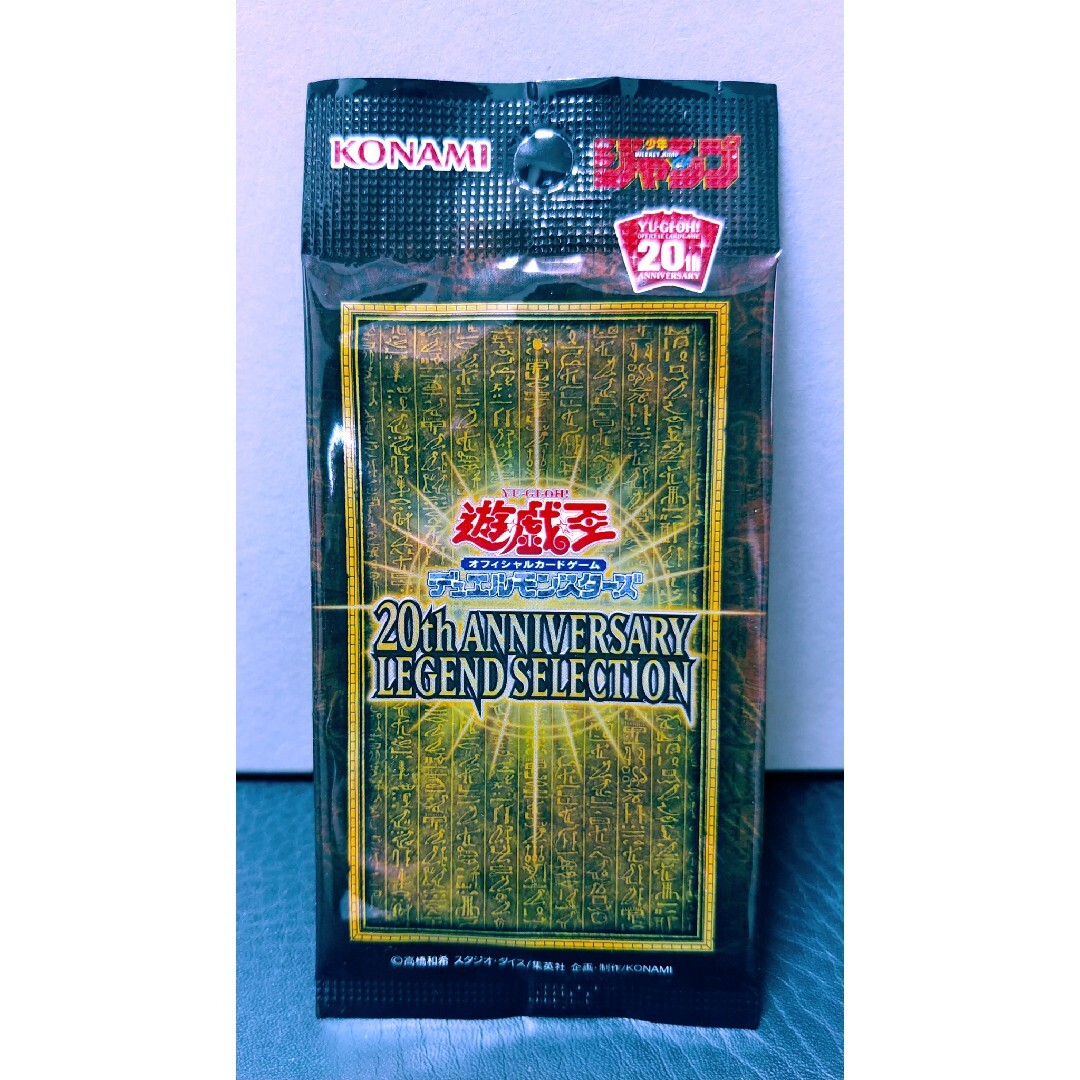 KONAMI
少年
WEEKLY JUMP
ジャンプ
YU-GI-OH!
OFFICIAL CARD GAME
20th
ANNIVERSARY
YU-GI-OH!
遊戯王
オフィシャルカードゲーム
デュエルモンスターズ
20th ANNIVERSARY
LEGEND SELECTION
©高橋和希 スタジオ・ダイス/集英社 企画・制作/KONAMI